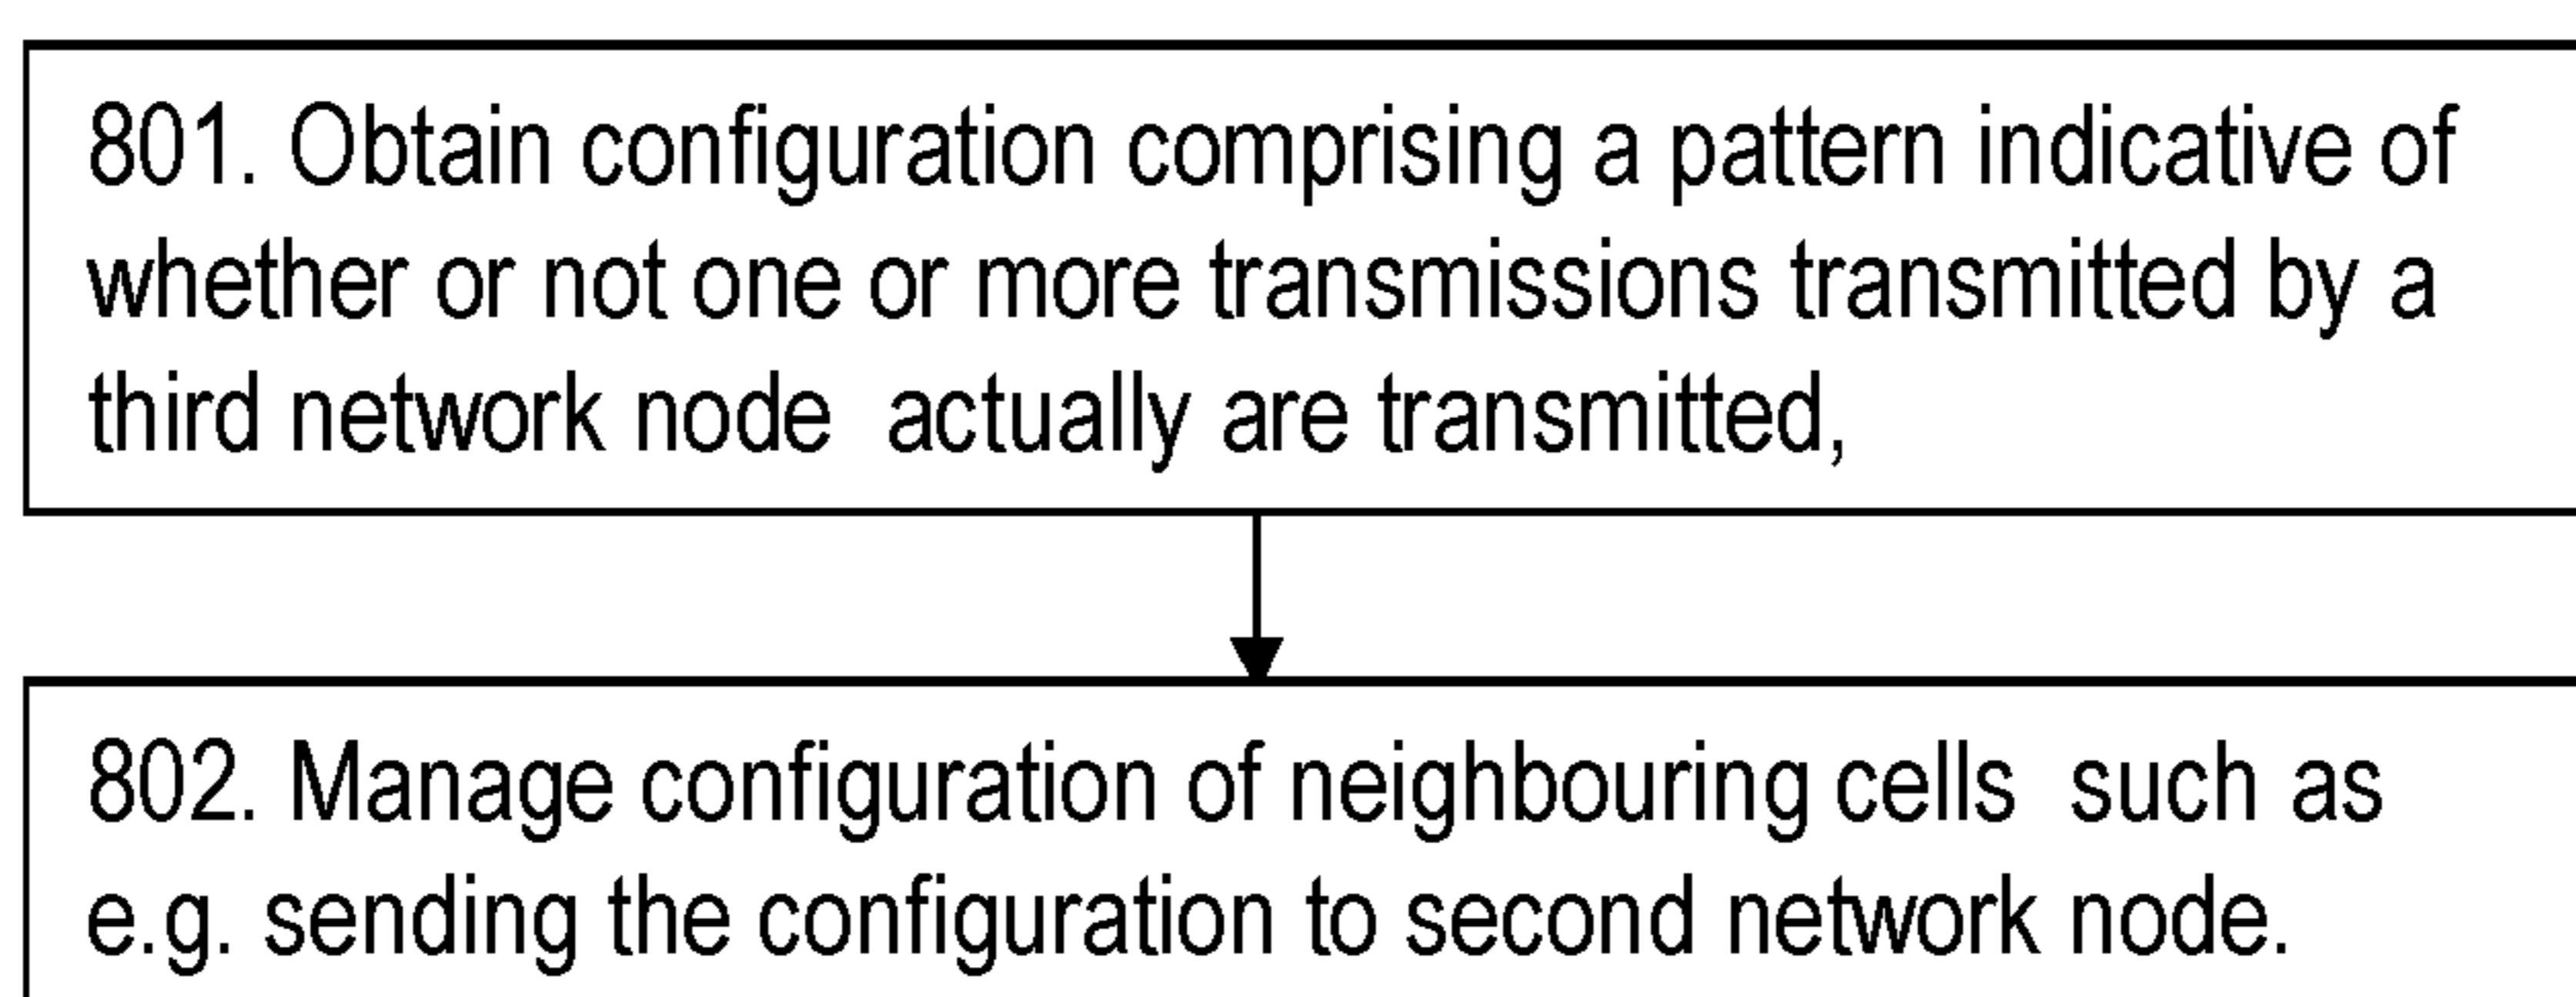 801. Obtain configuration comprising a pattern indicative of
whether or not one or more transmissions transmitted by a
third network node  actually are transmitted,
802. Manage configuration of neighbouring cells  such as
e.g. sending the configuration to second network node.